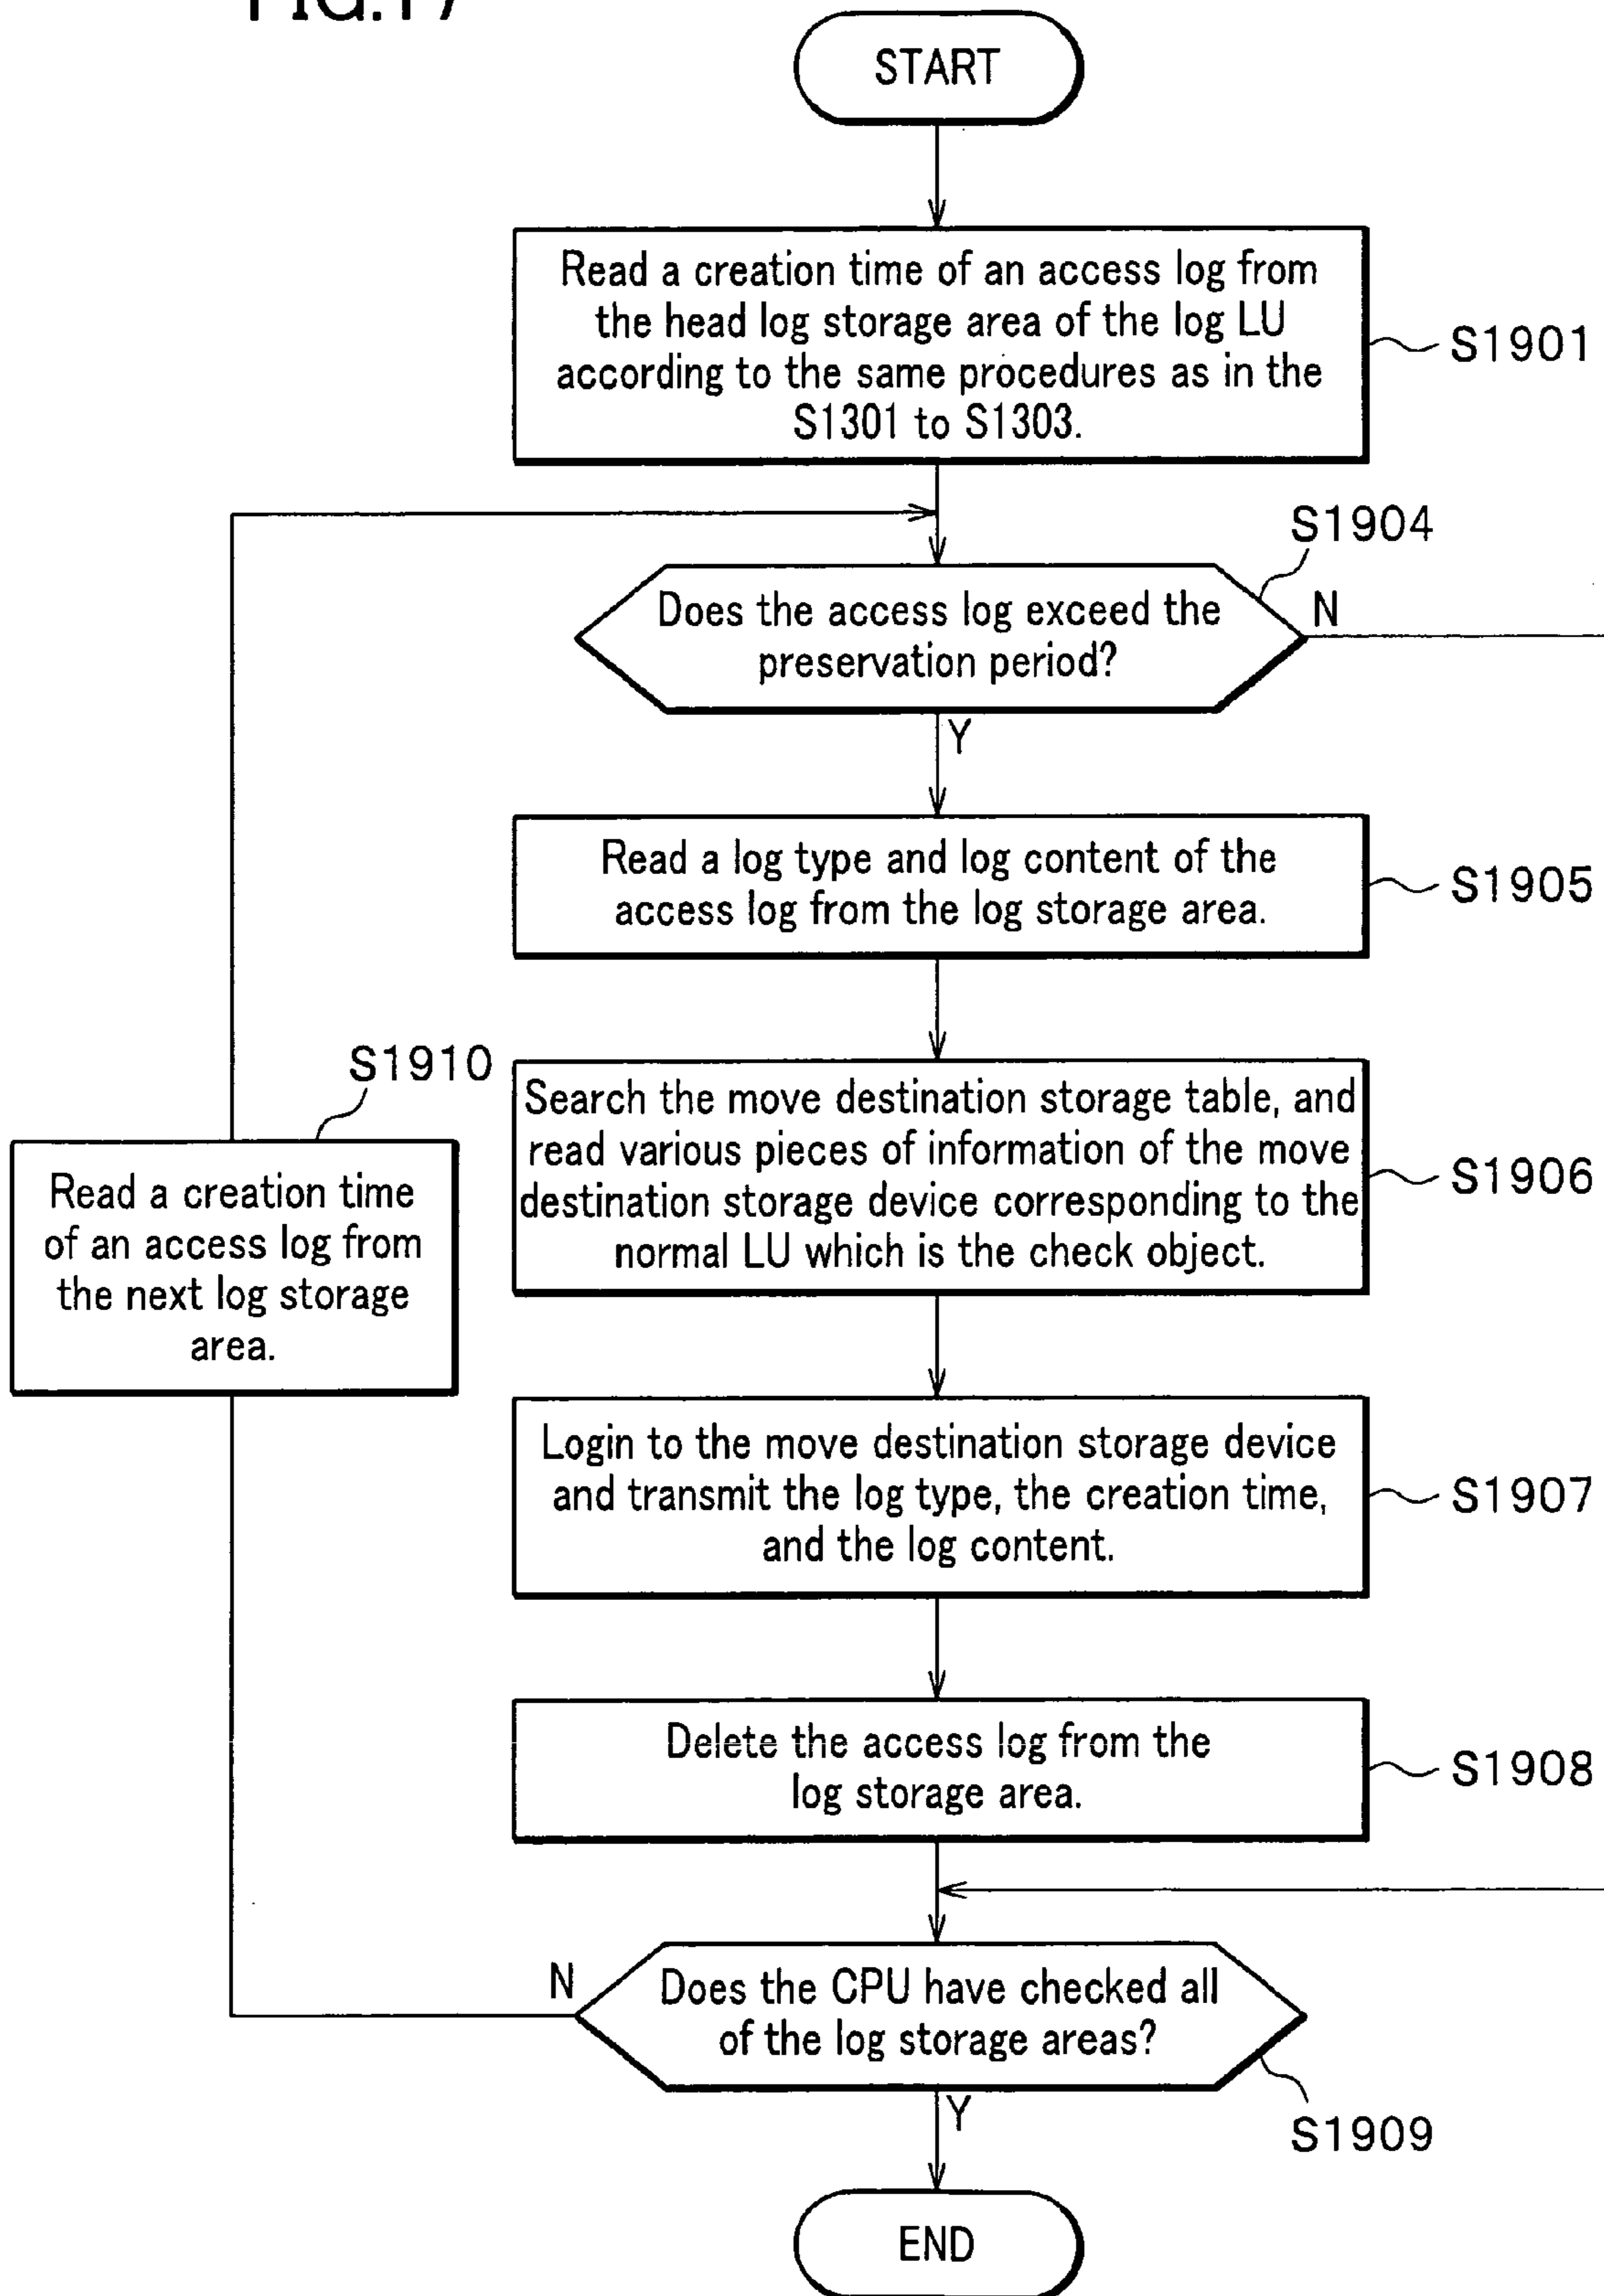 FIG.17
START
Read a creation time of an access log from
the head log storage area of the log LU
according to the same procedures as in the
S1301 to S1303.
S1901
S1904
Does the access log exceed the
preservation period?
N
Y
Read a log type and log content of the
access log from the log storage area.
S1905
S1910
Read a creation time
of an access log from
the next log storage
area.
Search the move destination storage table, and
read various pieces of information of the move
destination storage device corresponding to the
normal LU which is the check object.
S1906
Login to the move destination storage device
and transmit the log type, the creation time,
and the log content.
S1907
Delete the access log from the
log storage area.
S1908
N
Does the CPU have checked all
of the log storage areas?
Y
S1909
END